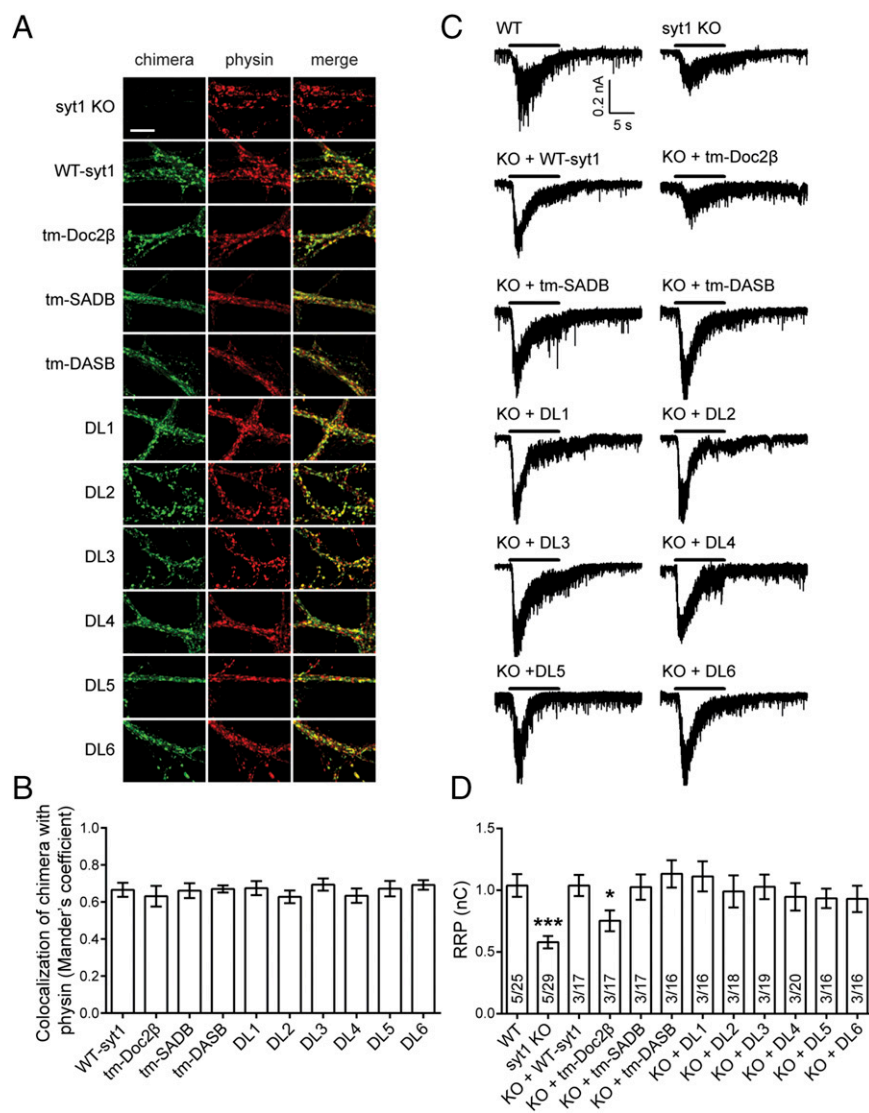 A
chimera physin merge
syt1 KO
WT-syt1
tm-Doc2β
tm-SADB
tm-DASB
DL1
DL2
DL3
DL4
DL5
DL6
B
Colocalization of chimera with
physin (Mander's coefficient)
1.0
0.8
0.6
0.4
0.2
0.0
WT-syt1
tm-Doc2β
tm-SADB
tm-DASB
DL1
DL2
DL3
DL4
DL5
DL6
C
WT
syt1 KO
0.2 nA
5 s
KO + WT-syt1
KO + tm-Doc2β
KO + tm-SADB
KO + tm-DASB
KO + DL1
KO + DL2
KO + DL3
KO + DL4
KO +DL5
KO + DL6
D
RRP (nC)
1.5
1.0
0.5
0.0
***
*
5/25
5/29
3/17
3/17
3/17
3/16
3/16
3/18
3/19
3/20
3/16
3/16
WT
syt1 KO
KO + WT-syt1
KO + tm-Doc2β
KO + tm-SADB
KO + tm-DASB
KO + DL1
KO + DL2
KO + DL3
KO + DL4
KO + DL5
KO + DL6